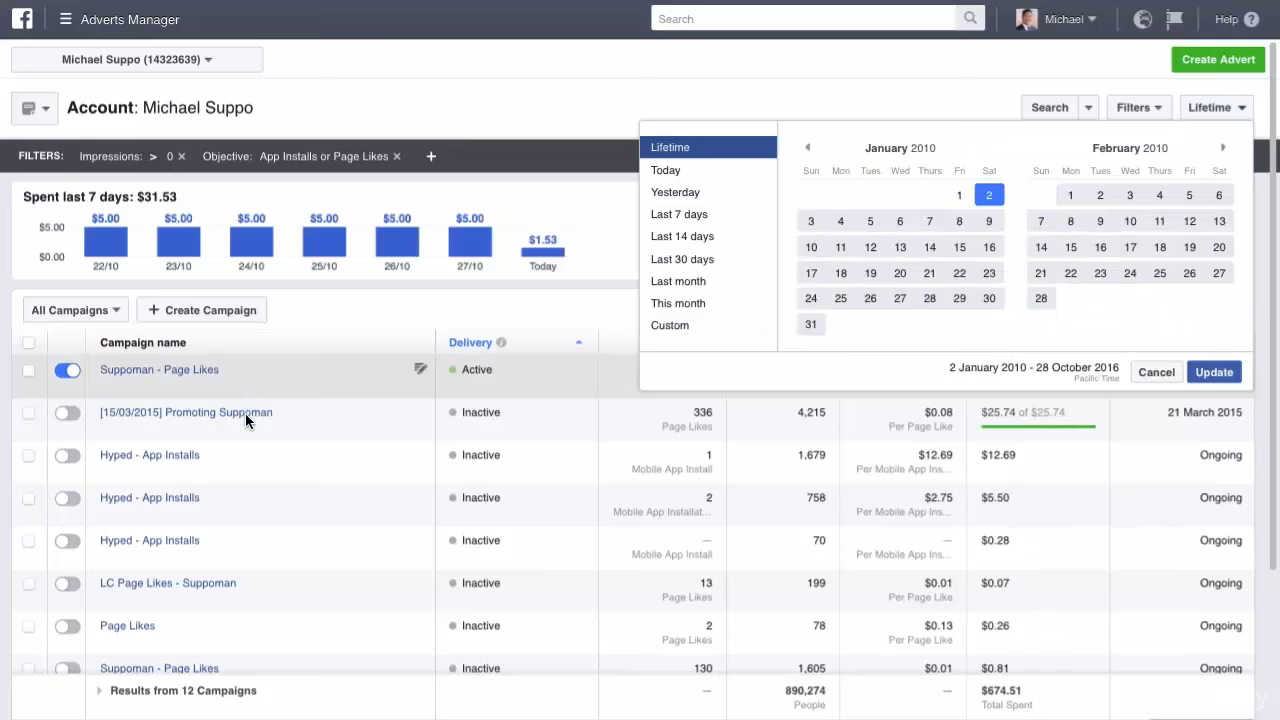 f Adverts Manager Search Michael Help ?
Michael Suppo (14323639) Create Advert
Account: Michael Suppo Search Filters Lifetime
FILTERS: Impressions: > 0 × Objective: App Installs or Page Likes × +
Lifetime
Today
Yesterday
Last 7 days
Last 14 days
Last 30 days
Last month
This month
Custom
January 2010
Sun Mon Tues Wed Thurs Fri Sat
1 2
3 4 5 6 7 8 9
10 11 12 13 14 15 16
17 18 19 20 21 22 23
24 25 26 27 28 29 30
31
February 2010
Sun Mon Tues Wed Thurs Fri Sat
1 2 3 4 5 6
7 8 9 10 11 12 13
14 15 16 17 18 19 20
21 22 23 24 25 26 27
28
2 January 2010 - 28 October 2016
Pacific Time
Cancel Update
Spent last 7 days: $31.53
$5.00 $5.00 $5.00 $5.00 $5.00 $5.00 $5.00 $1.53
$0.00
22/10 23/10 24/10 25/10 26/10 27/10 Today
All Campaigns + Create Campaign
Campaign name Delivery
Suppoman - Page Likes Active
[15/03/2015] Promoting Suppoman Inactive 336 4,215 $0.08 $25.74 of $25.74 21 March 2015
Page Likes Per Page Like
Hyped - App Installs Inactive 1 1,679 $12.69 $12.69 Ongoing
Mobile App Install Per Mobile App Ins...
Hyped - App Installs Inactive 2 758 $2.75 $5.50 Ongoing
Mobile App Installat... Per Mobile App Ins...
Hyped - App Installs Inactive — 70 — $0.28 Ongoing
Mobile App Install Per Mobile App Ins...
LC Page Likes - Suppoman Inactive 13 199 $0.01 $0.07 Ongoing
Page Likes Per Page Like
Page Likes Inactive 2 78 $0.13 $0.26 Ongoing
Page Likes Per Page Like
Suppoman - Page Likes Inactive 130 1,605 $0.01 $0.81 Ongoing
Results from 12 Campaigns — 890,274 — $674.51
People Total Spent